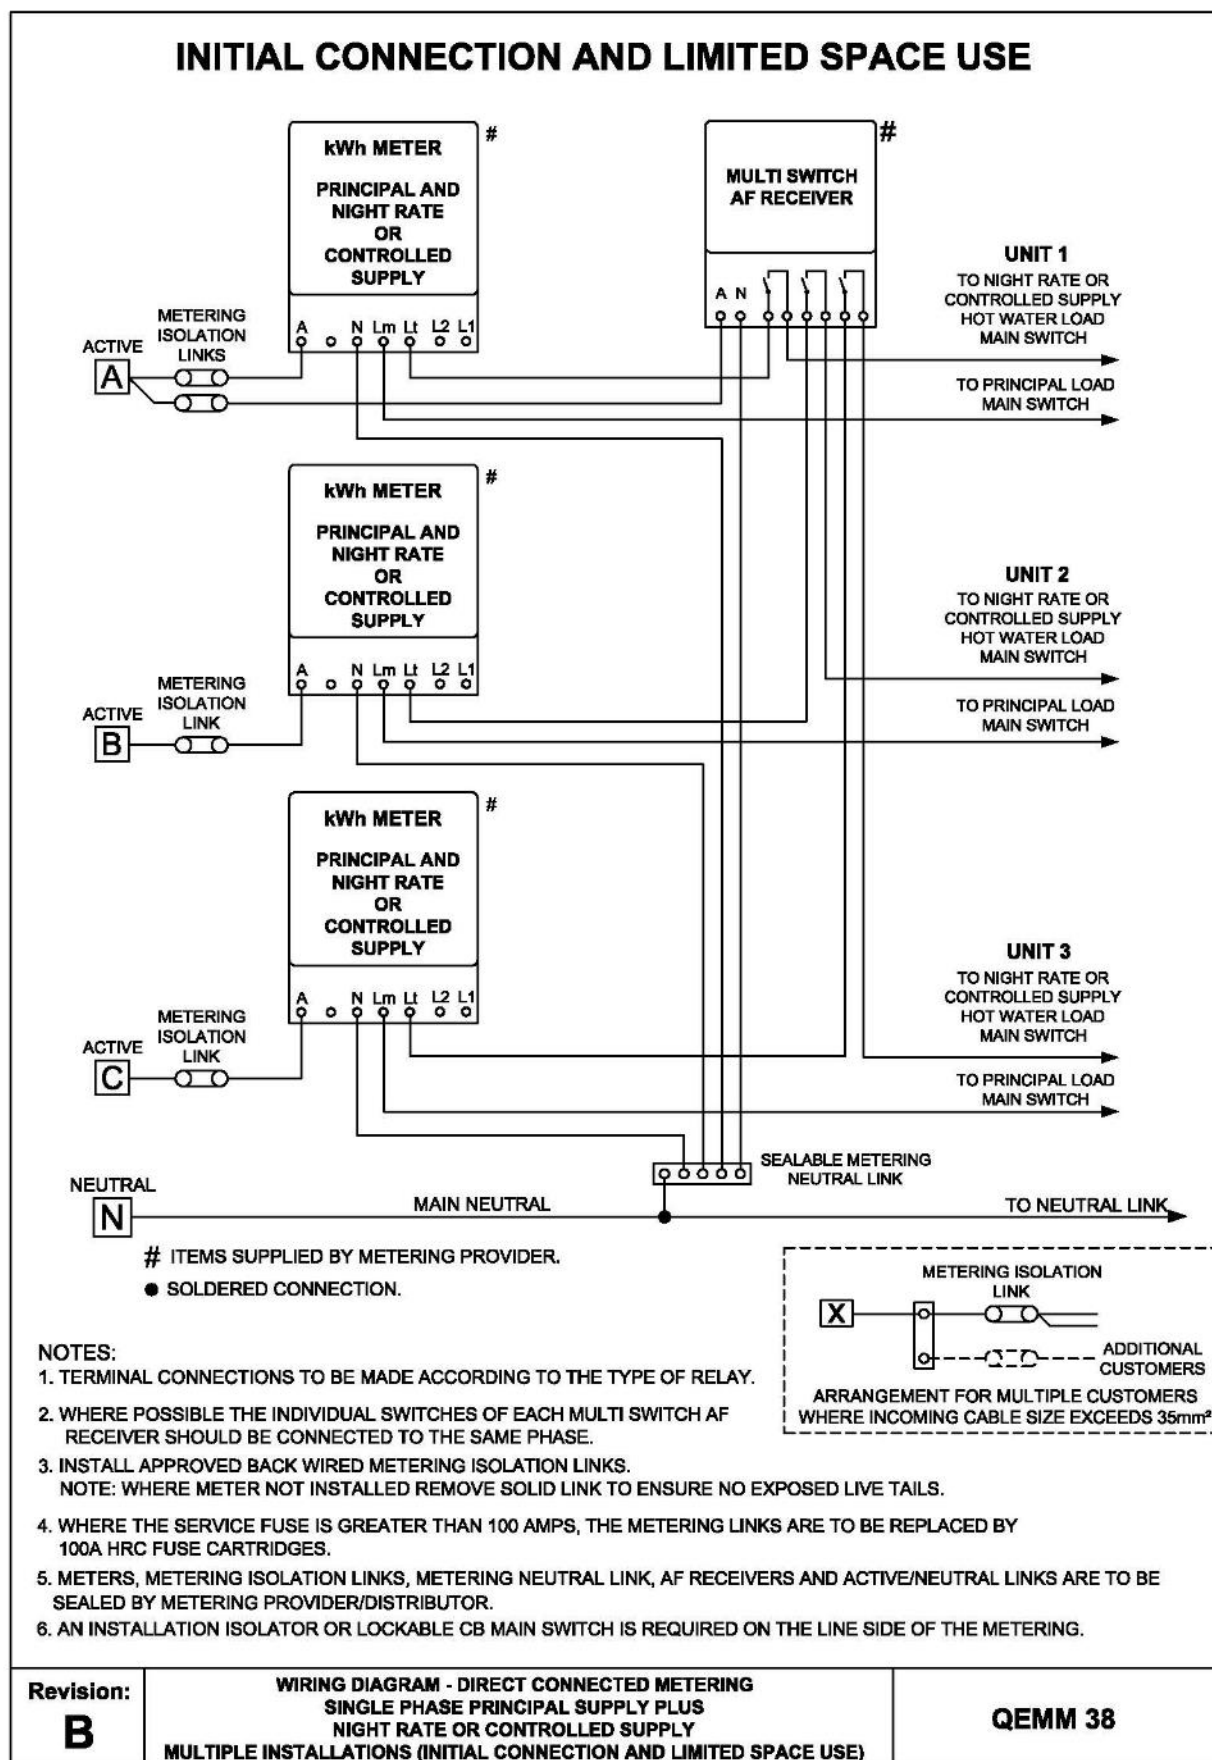 INITIAL CONNECTION AND LIMITED SPACE USE
kWh METER
PRINCIPAL AND
NIGHT RATE
OR
CONTROLLED
SUPPLY
#
A N Lm Lt L2 L1
METERING
ISOLATION
LINKS
ACTIVE
A
MULTI SWITCH
AF RECEIVER
#
A N
UNIT 1
TO NIGHT RATE OR
CONTROLLED SUPPLY
HOT WATER LOAD
MAIN SWITCH
TO PRINCIPAL LOAD
MAIN SWITCH
kWh METER
PRINCIPAL AND
NIGHT RATE
OR
CONTROLLED
SUPPLY
#
A N Lm Lt L2 L1
METERING
ISOLATION
LINK
ACTIVE
B
UNIT 2
TO NIGHT RATE OR
CONTROLLED SUPPLY
HOT WATER LOAD
MAIN SWITCH
TO PRINCIPAL LOAD
MAIN SWITCH
kWh METER
PRINCIPAL AND
NIGHT RATE
OR
CONTROLLED
SUPPLY
#
A N Lm Lt L2 L1
METERING
ISOLATION
LINK
ACTIVE
C
UNIT 3
TO NIGHT RATE OR
CONTROLLED SUPPLY
HOT WATER LOAD
MAIN SWITCH
TO PRINCIPAL LOAD
MAIN SWITCH
SEALABLE METERING
NEUTRAL LINK
NEUTRAL
N
MAIN NEUTRAL
TO NEUTRAL LINK
# ITEMS SUPPLIED BY METERING PROVIDER.
● SOLDERED CONNECTION.
METERING ISOLATION
LINK
X
ADDITIONAL
CUSTOMERS
ARRANGEMENT FOR MULTIPLE CUSTOMERS
WHERE INCOMING CABLE SIZE EXCEEDS 35mm²
NOTES:
1. TERMINAL CONNECTIONS TO BE MADE ACCORDING TO THE TYPE OF RELAY.
2. WHERE POSSIBLE THE INDIVIDUAL SWITCHES OF EACH MULTI SWITCH AF
RECEIVER SHOULD BE CONNECTED TO THE SAME PHASE.
3. INSTALL APPROVED BACK WIRED METERING ISOLATION LINKS.
NOTE: WHERE METER NOT INSTALLED REMOVE SOLID LINK TO ENSURE NO EXPOSED LIVE TAILS.
4. WHERE THE SERVICE FUSE IS GREATER THAN 100 AMPS, THE METERING LINKS ARE TO BE REPLACED BY
100A HRC FUSE CARTRIDGES.
5. METERS, METERING ISOLATION LINKS, METERING NEUTRAL LINK, AF RECEIVERS AND ACTIVE/NEUTRAL LINKS ARE TO BE
SEALED BY METERING PROVIDER/DISTRIBUTOR.
6. AN INSTALLATION ISOLATOR OR LOCKABLE CB MAIN SWITCH IS REQUIRED ON THE LINE SIDE OF THE METERING.
Revision:
B
WIRING DIAGRAM - DIRECT CONNECTED METERING
SINGLE PHASE PRINCIPAL SUPPLY PLUS
NIGHT RATE OR CONTROLLED SUPPLY
MULTIPLE INSTALLATIONS (INITIAL CONNECTION AND LIMITED SPACE USE)
QEMM 38